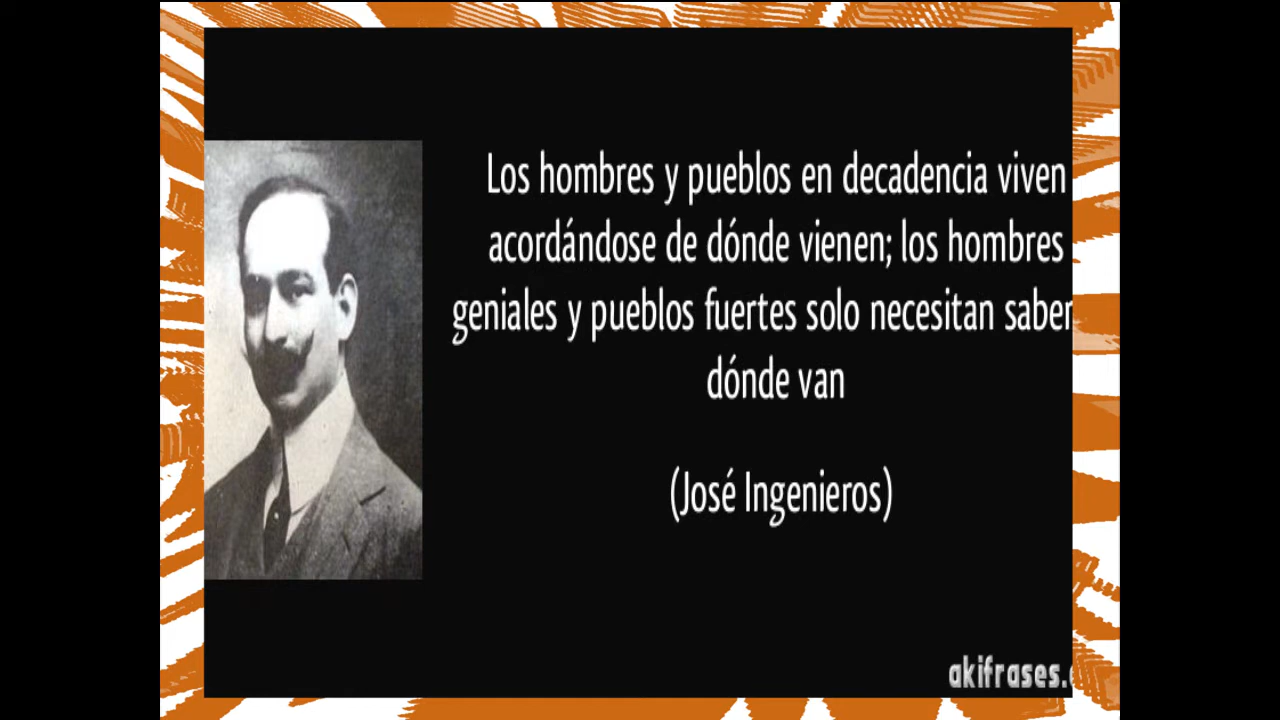 Los hombres y pueblos en decadencia viven
acordándose de dónde vienen; los hombres
geniales y pueblos fuertes solo necesitan saber
dónde van
(José Ingenieros)
akifrases.